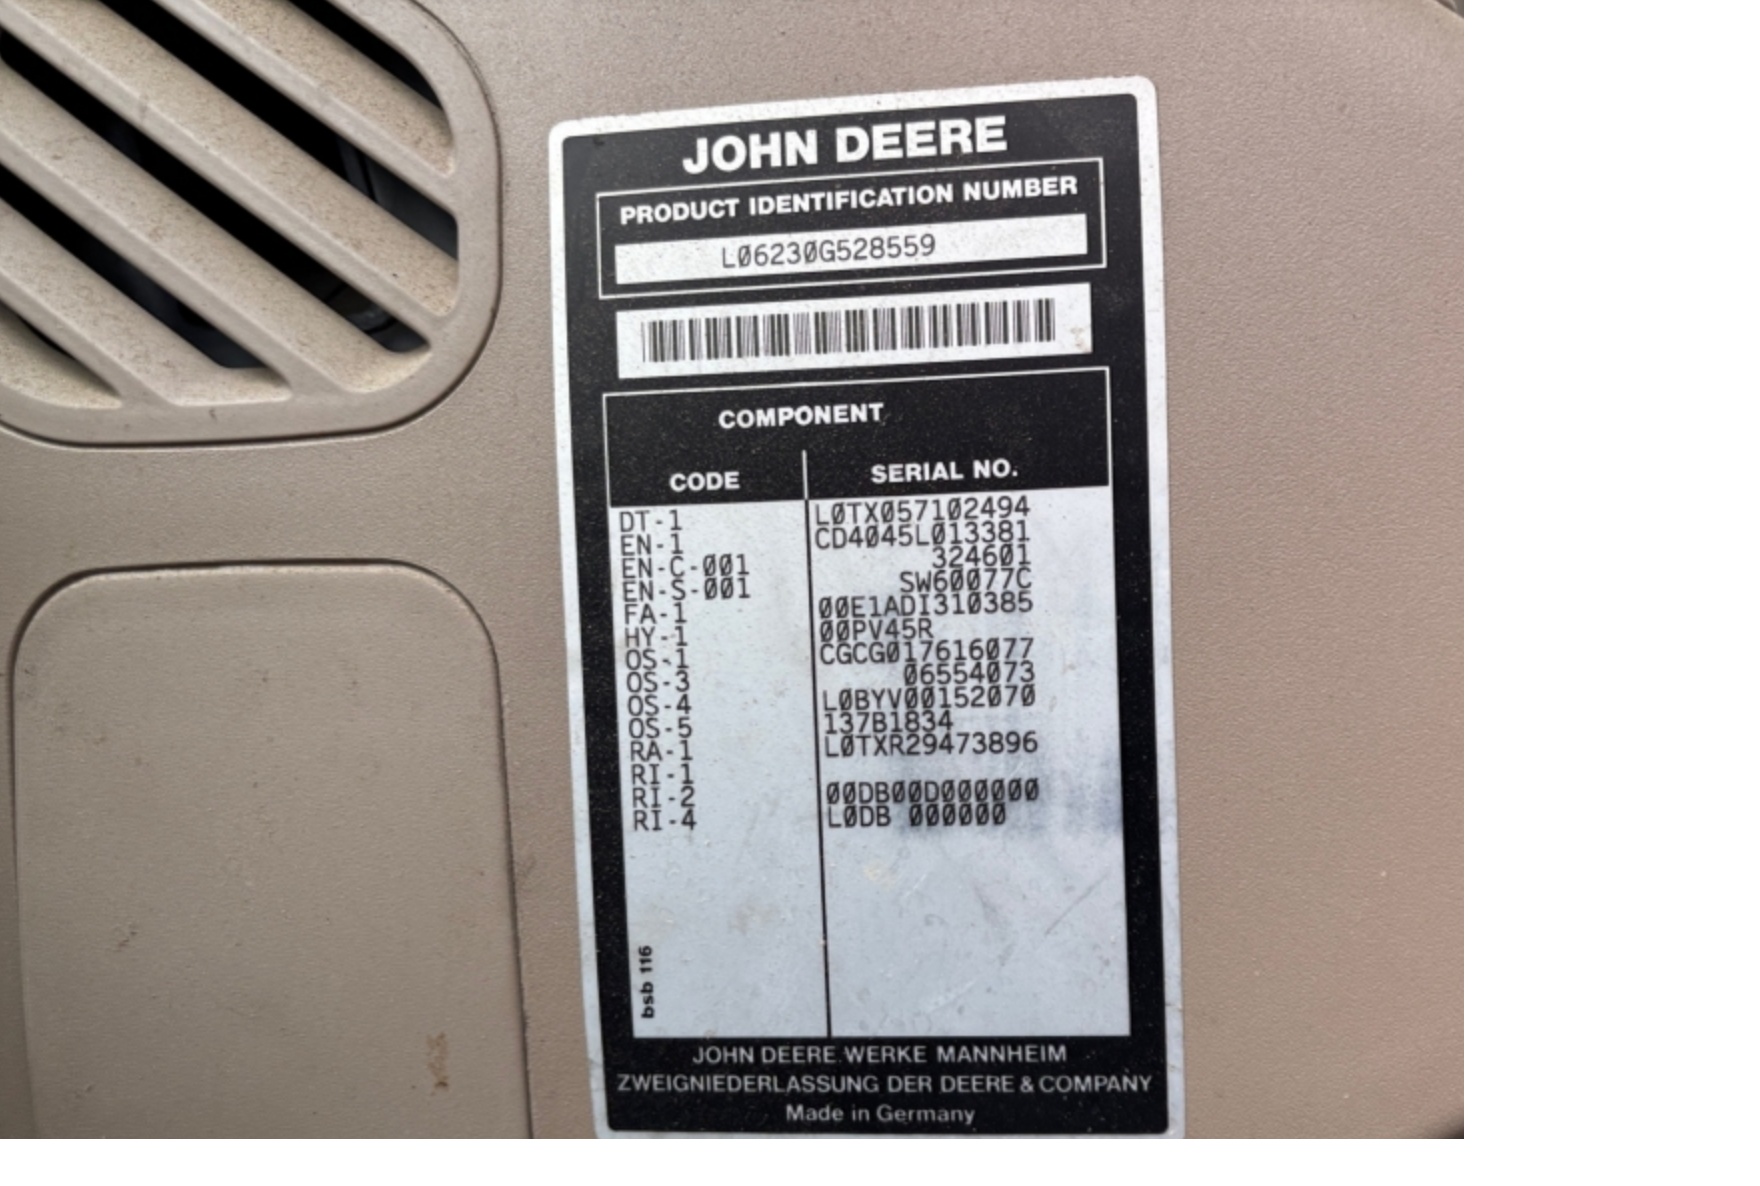 JOHN DEERE
PRODUCT IDENTIFICATION NUMBER
L06230G528559
COMPONENT
CODE SERIAL NO.
DT-1 L0TX057102494
EN-1 CD4045L013381
EN-C-001 324601
EN-S-001 SW60077C
FA-1 00E1ADI310385
HY-1 00PV45R
OS-1 CGCG017616077
OS-3 06554073
OS-4 L0BYV00152070
OS-5 137B1834
RA-1 L0TXR29473896
RI-1
RI-2 00DB00D000000
RI-4 L0DB 000000
bsb 116
JOHN DEERE WERKE MANNHEIM
ZWEIGNIEDERLASSUNG DER DEERE & COMPANY
Made in Germany